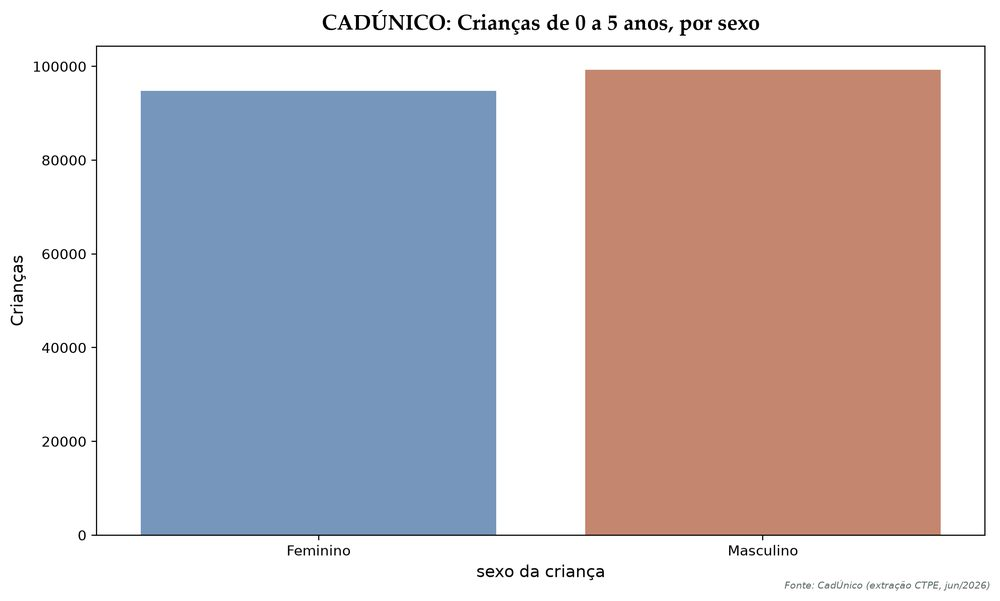 CADÚNICO: Crianças de 0 a 5 anos, por sexo
100000
80000
60000
40000
20000
0
Crianças
Feminino
Masculino
sexo da criança
Fonte: CadÚnico (extração CTPE, jun/2026)